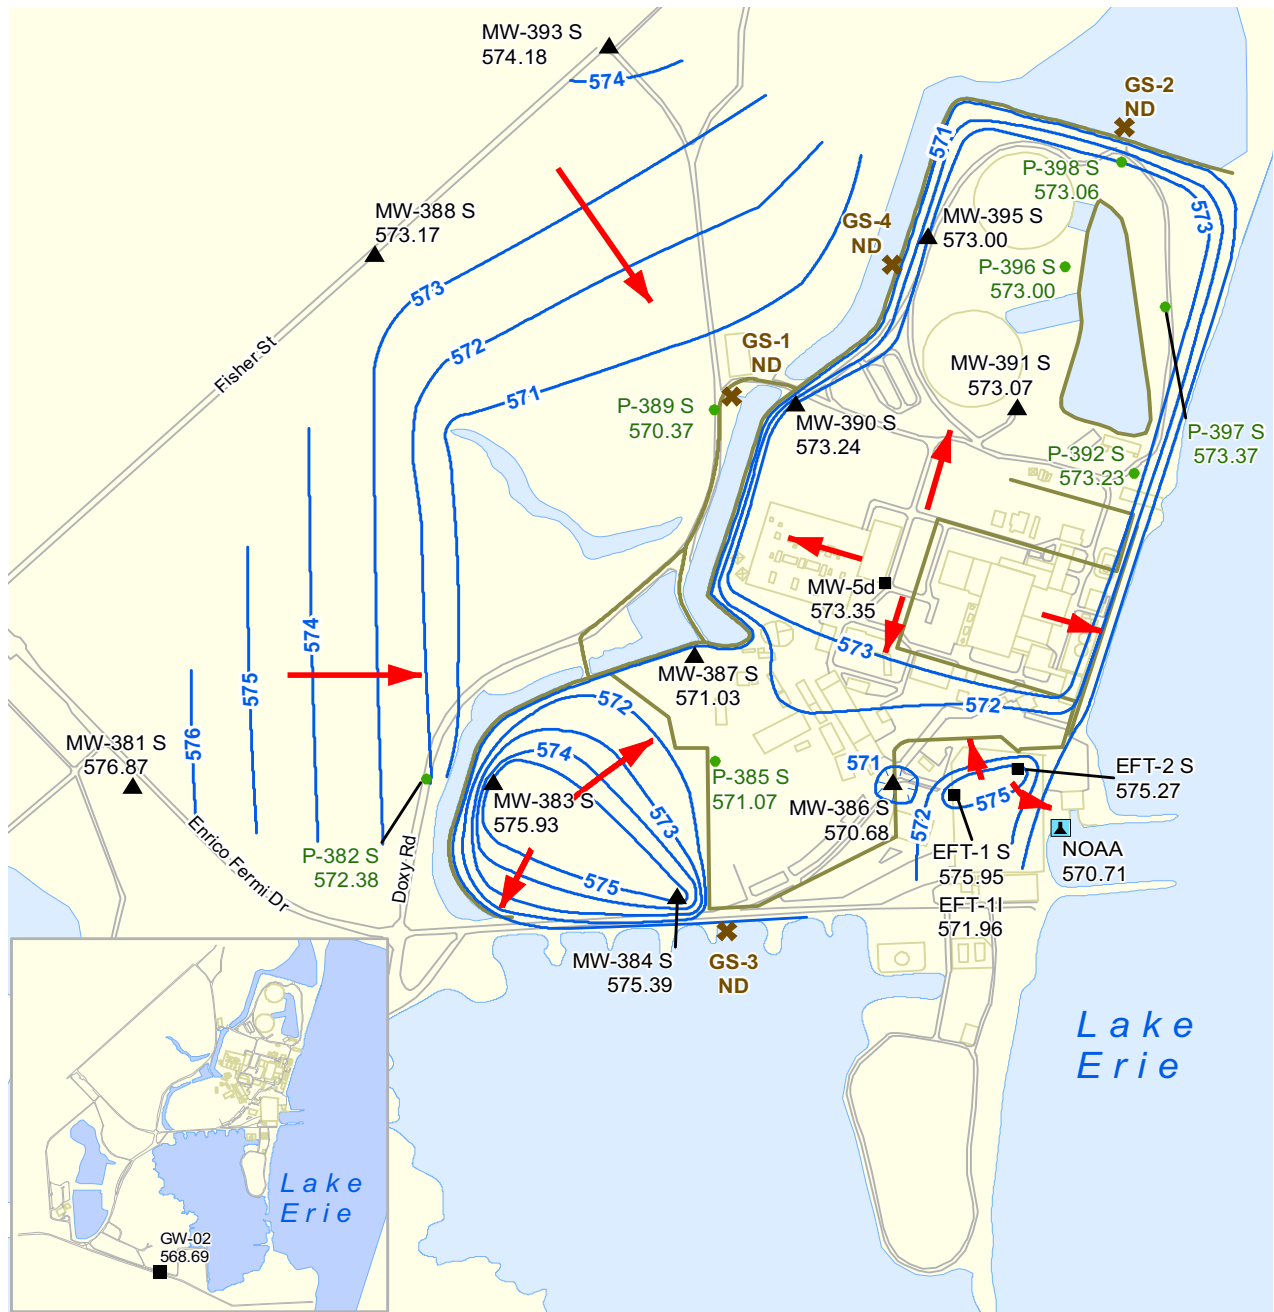 MW-393 S
574.18
574
GS-2
ND
571
P-398 S
573.06
573
MW-388 S
573.17
GS-4
ND
MW-395 S
573.00
P-396 S
573.00
573
572
571
Fisher St
GS-1
ND
MW-391 S
573.07
P-389 S
570.37
MW-390 S
573.24
P-397 S
573.37
P-392 S
573.23
MW-5d
573.35
574
573
575
MW-387 S
571.03
576
572
572
MW-381 S
576.87
574
571
P-385 S
571.07
EFT-2 S
575.27
MW-383 S
575.93
MW-386 S
570.68
575
572
573
NOAA
570.71
P-382 S
572.38
Enrico Fermi Dr
Doxy Rd
575
EFT-1 S
575.95
EFT-1I
571.96
MW-384 S
575.39
GS-3
ND
Lake
Erie
Lake
Erie
GW-02
568.69